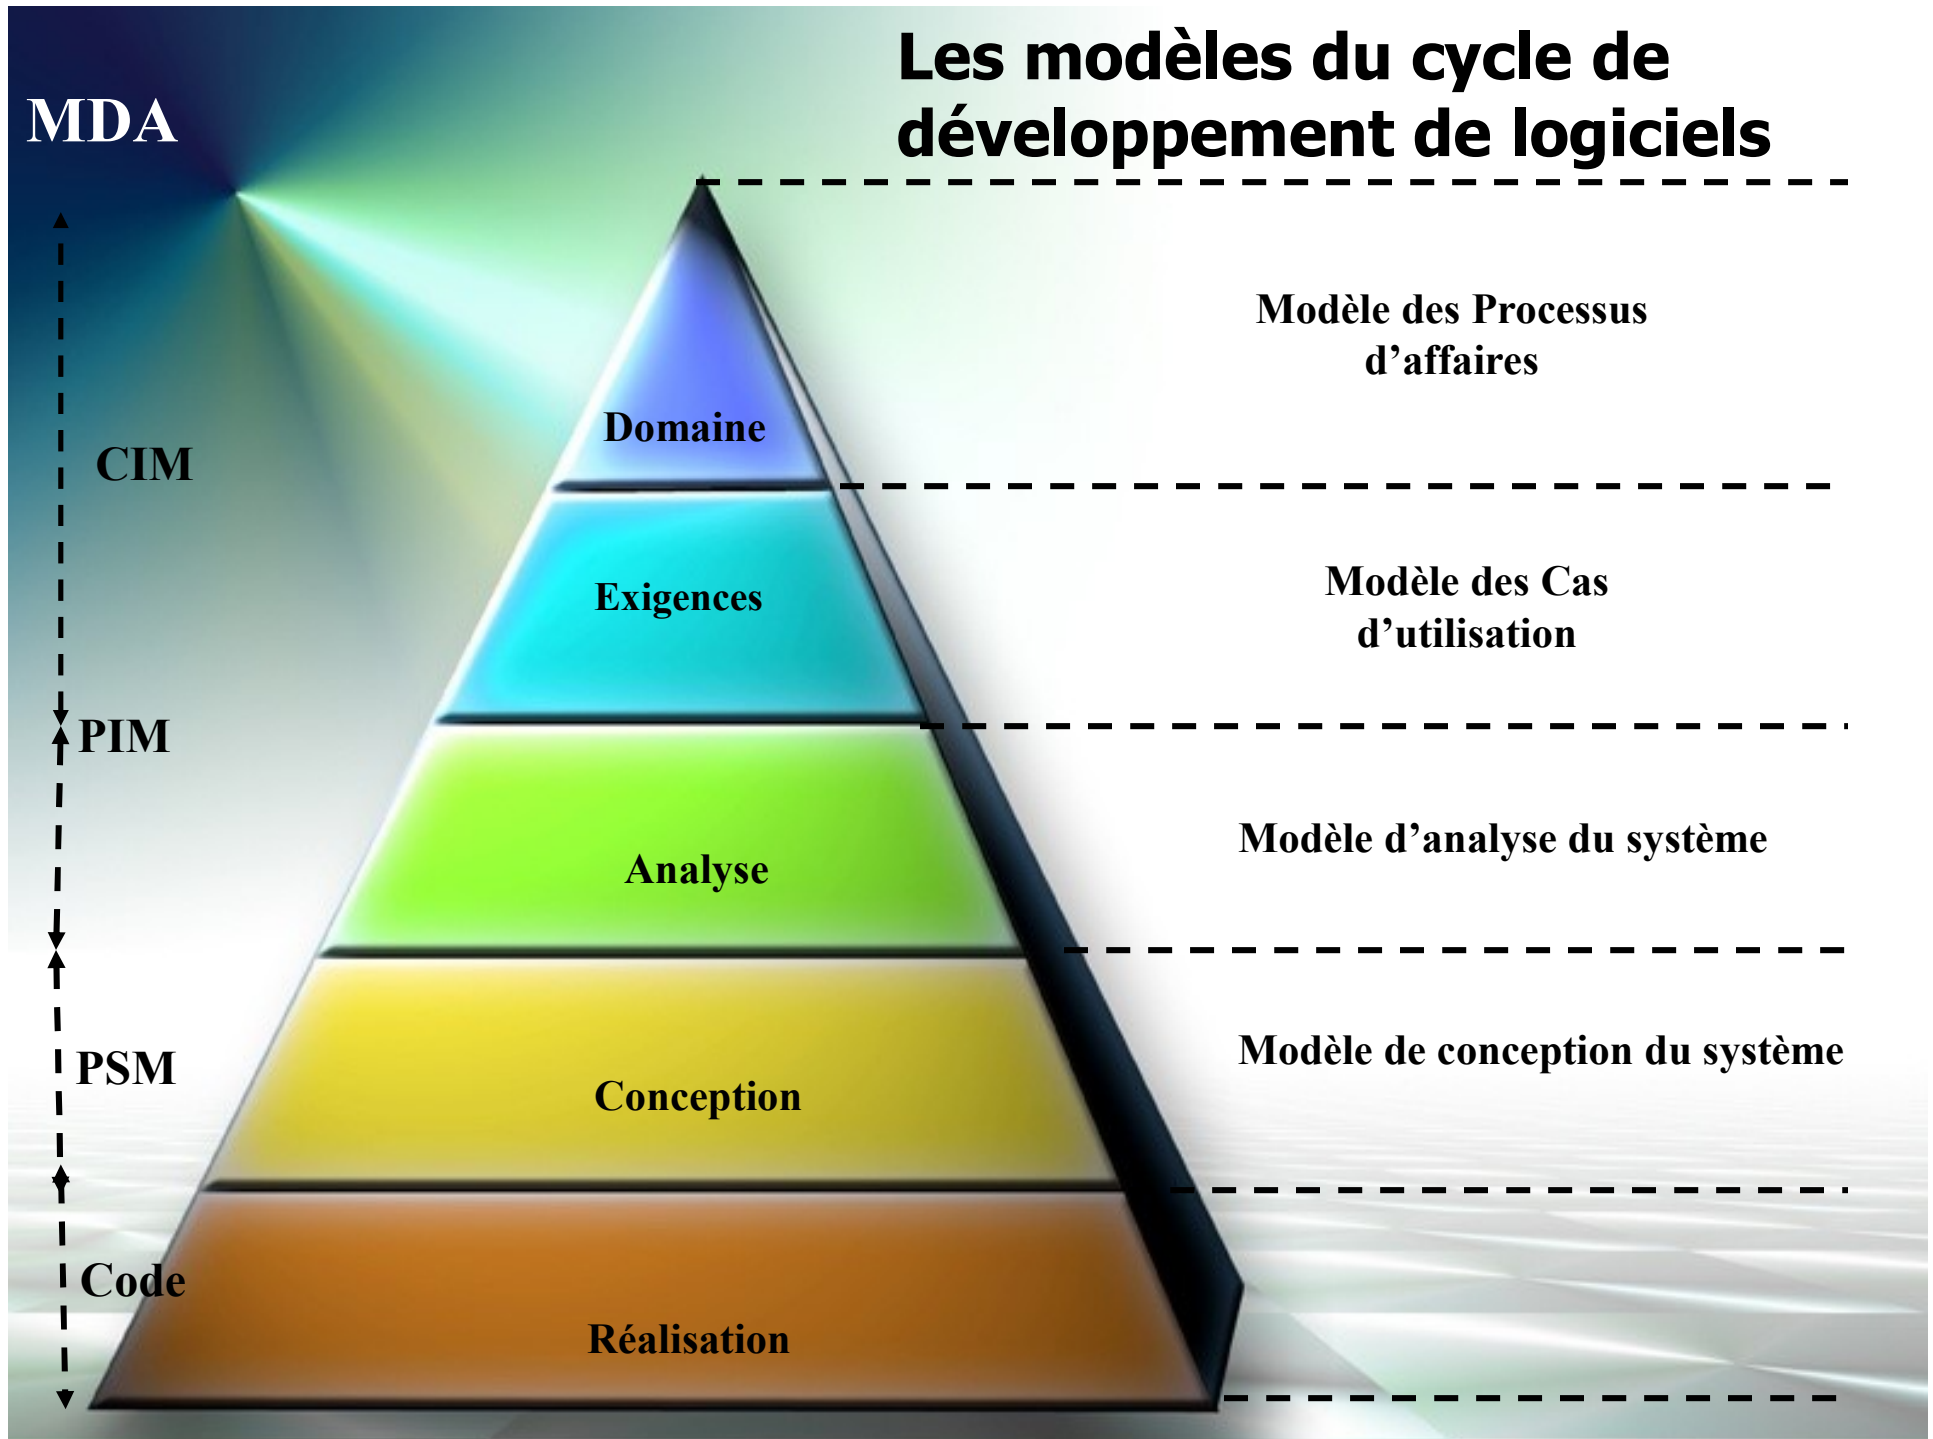 Les modèles du cycle de
développement de logiciels
MDA
Modèle des Processus
d’affaires
Domaine
CIM
Exigences
Modèle des Cas
d’utilisation
PIM
Analyse
Modèle d’analyse du système
PSM
Conception
Modèle de conception du système
Code
Réalisation